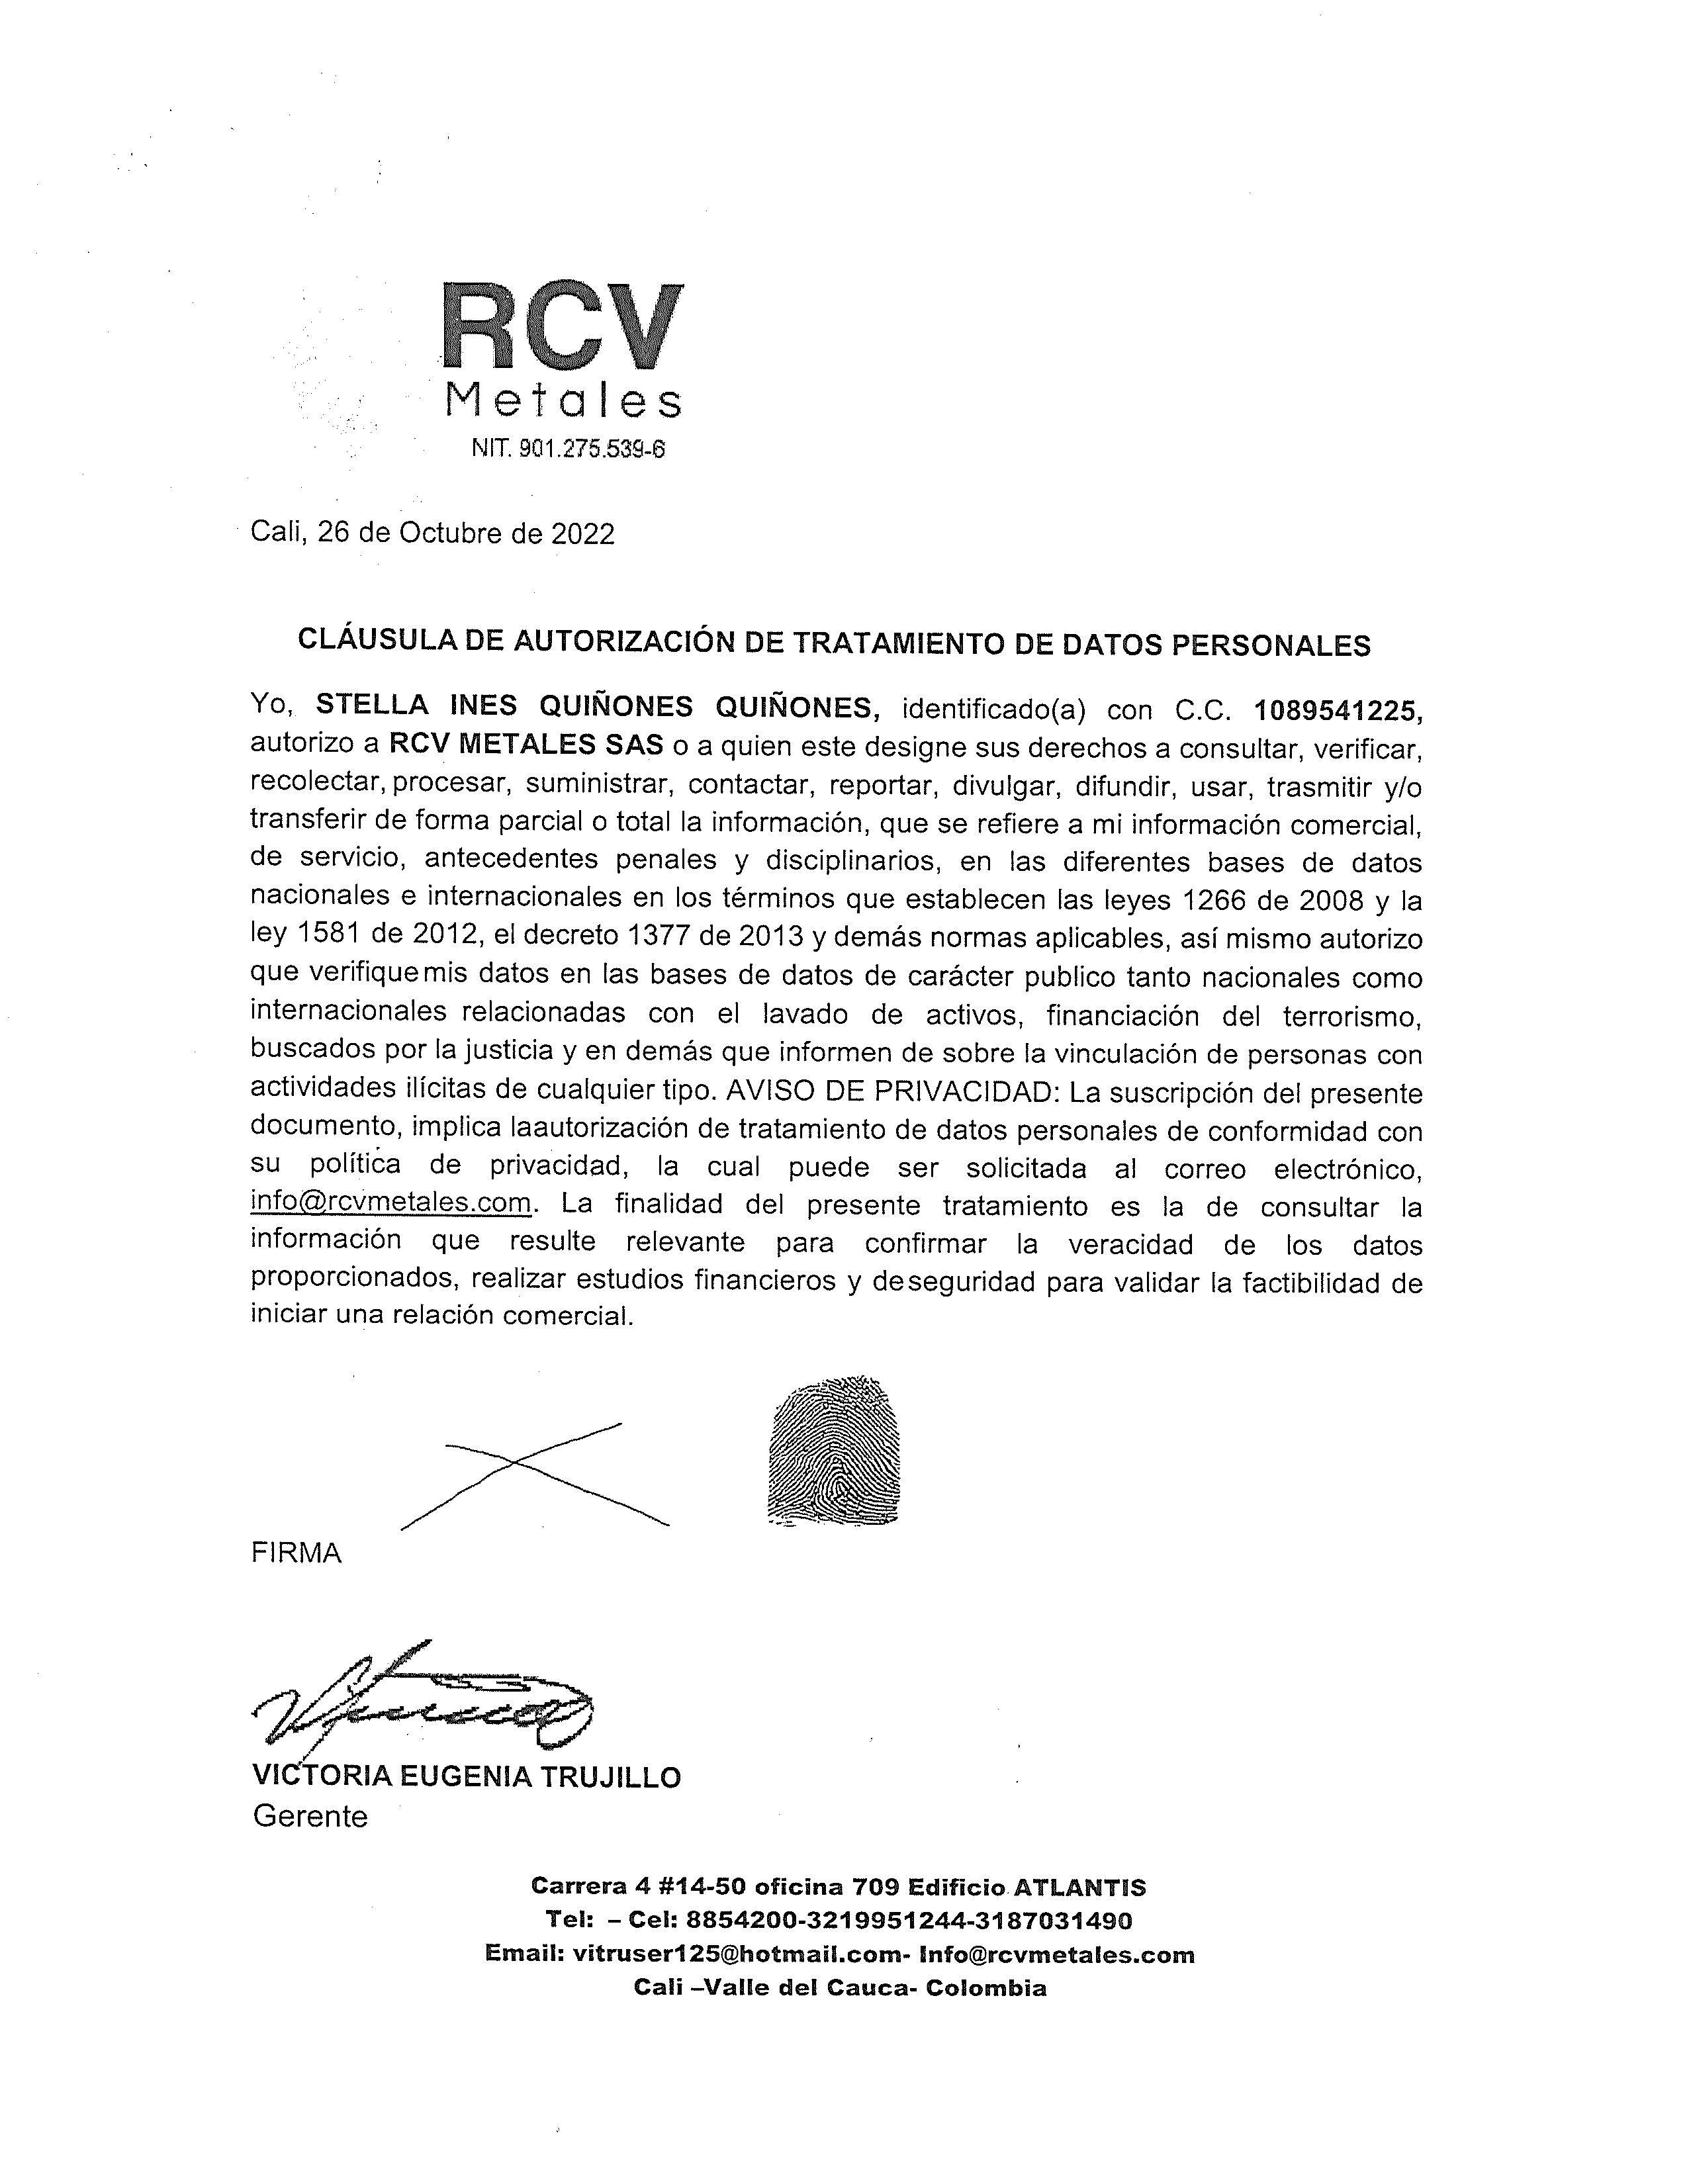 RCV
Metales
NIT. 901.275.539-6
Cali, 26 de Octubre de 2022
CLÁUSULA DE AUTORIZACIÓN DE TRATAMIENTO DE DATOS PERSONALES
Yo, STELLA INES QUIÑONES QUIÑONES, identificado(a) con C.C. 1089541225,
autorizo a RCV METALES SAS o a quien este designe sus derechos a consultar, verificar,
recolectar, procesar, suministrar, contactar, reportar, divulgar, difundir, usar, trasmitir y/o
transferir de forma parcial o total la información, que se refiere a mi información comercial,
de servicio, antecedentes penales y disciplinarios, en las diferentes bases de datos
nacionales e internacionales en los términos que establecen las leyes 1266 de 2008 y la
ley 1581 de 2012, el decreto 1377 de 2013 y demás normas aplicables, así mismo autorizo
que verifique mis datos en las bases de datos de carácter publico tanto nacionales como
internacionales relacionadas con el lavado de activos, financiación del terrorismo,
buscados por la justicia y en demás que informen de sobre la vinculación de personas con
actividades ilícitas de cualquier tipo. AVISO DE PRIVACIDAD: La suscripción del presente
documento, implica laautorización de tratamiento de datos personales de conformidad con
su política de privacidad, la cual puede ser solicitada al correo electrónico,
info@rcvmetales.com. La finalidad del presente tratamiento es la de consultar la
información que resulte relevante para confirmar la veracidad de los datos
proporcionados, realizar estudios financieros y deseguridad para validar la factibilidad de
iniciar una relación comercial.
FIRMA
VICTORIA EUGENIA TRUJILLO
Gerente
Carrera 4 #14-50 oficina 709 Edificio ATLANTIS
Tel: – Cel: 8854200-3219951244-3187031490
Email: vitruser125@hotmail.com- Info@rcvmetales.com
Cali –Valle del Cauca- Colombia